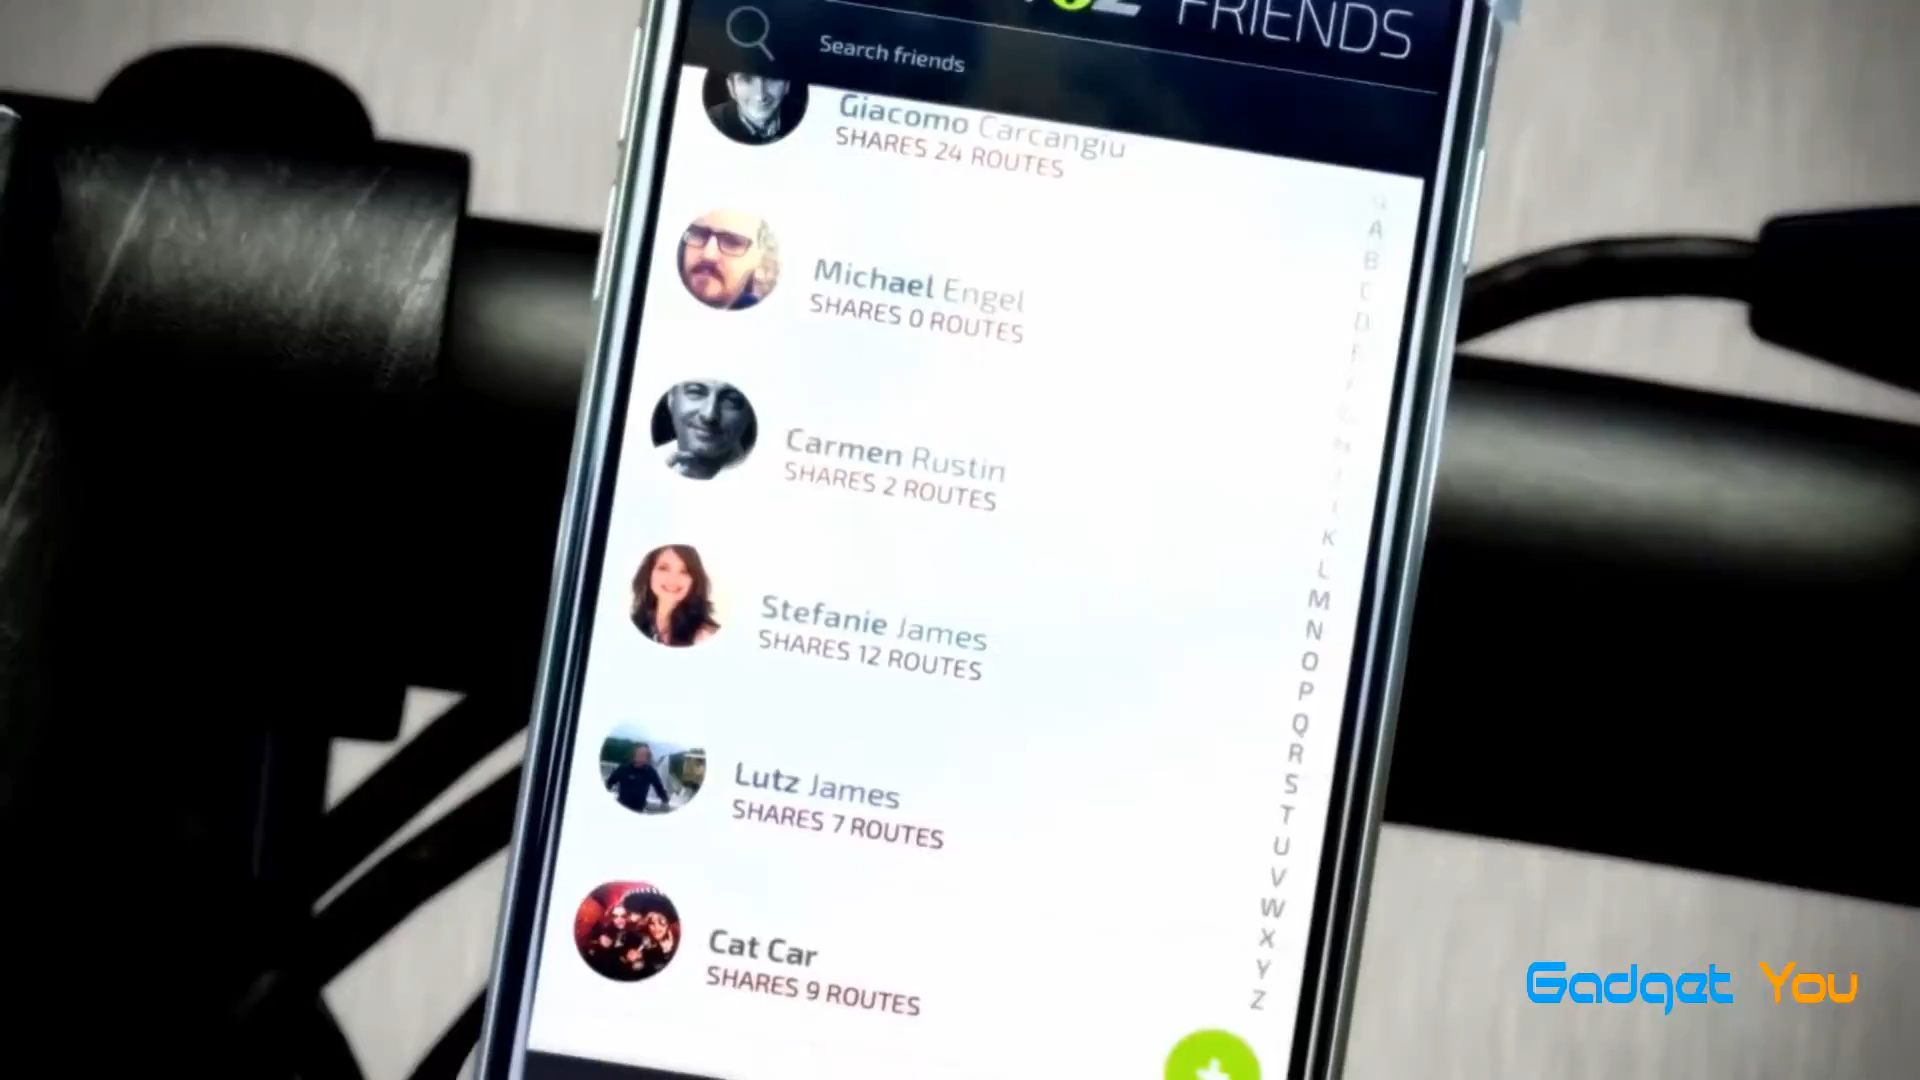 FRIENDS
Search friends
Giacomo Carcangiu
SHARES 24 ROUTES
Michael Engel
SHARES 0 ROUTES
Carmen Rustin
SHARES 2 ROUTES
Stefanie James
SHARES 12 ROUTES
Lutz James
SHARES 7 ROUTES
Cat Car
SHARES 9 ROUTES
A
B
C
D
K
L
M
N
O
P
Q
R
S
T
U
V
W
X
Y
Z
Gadget You